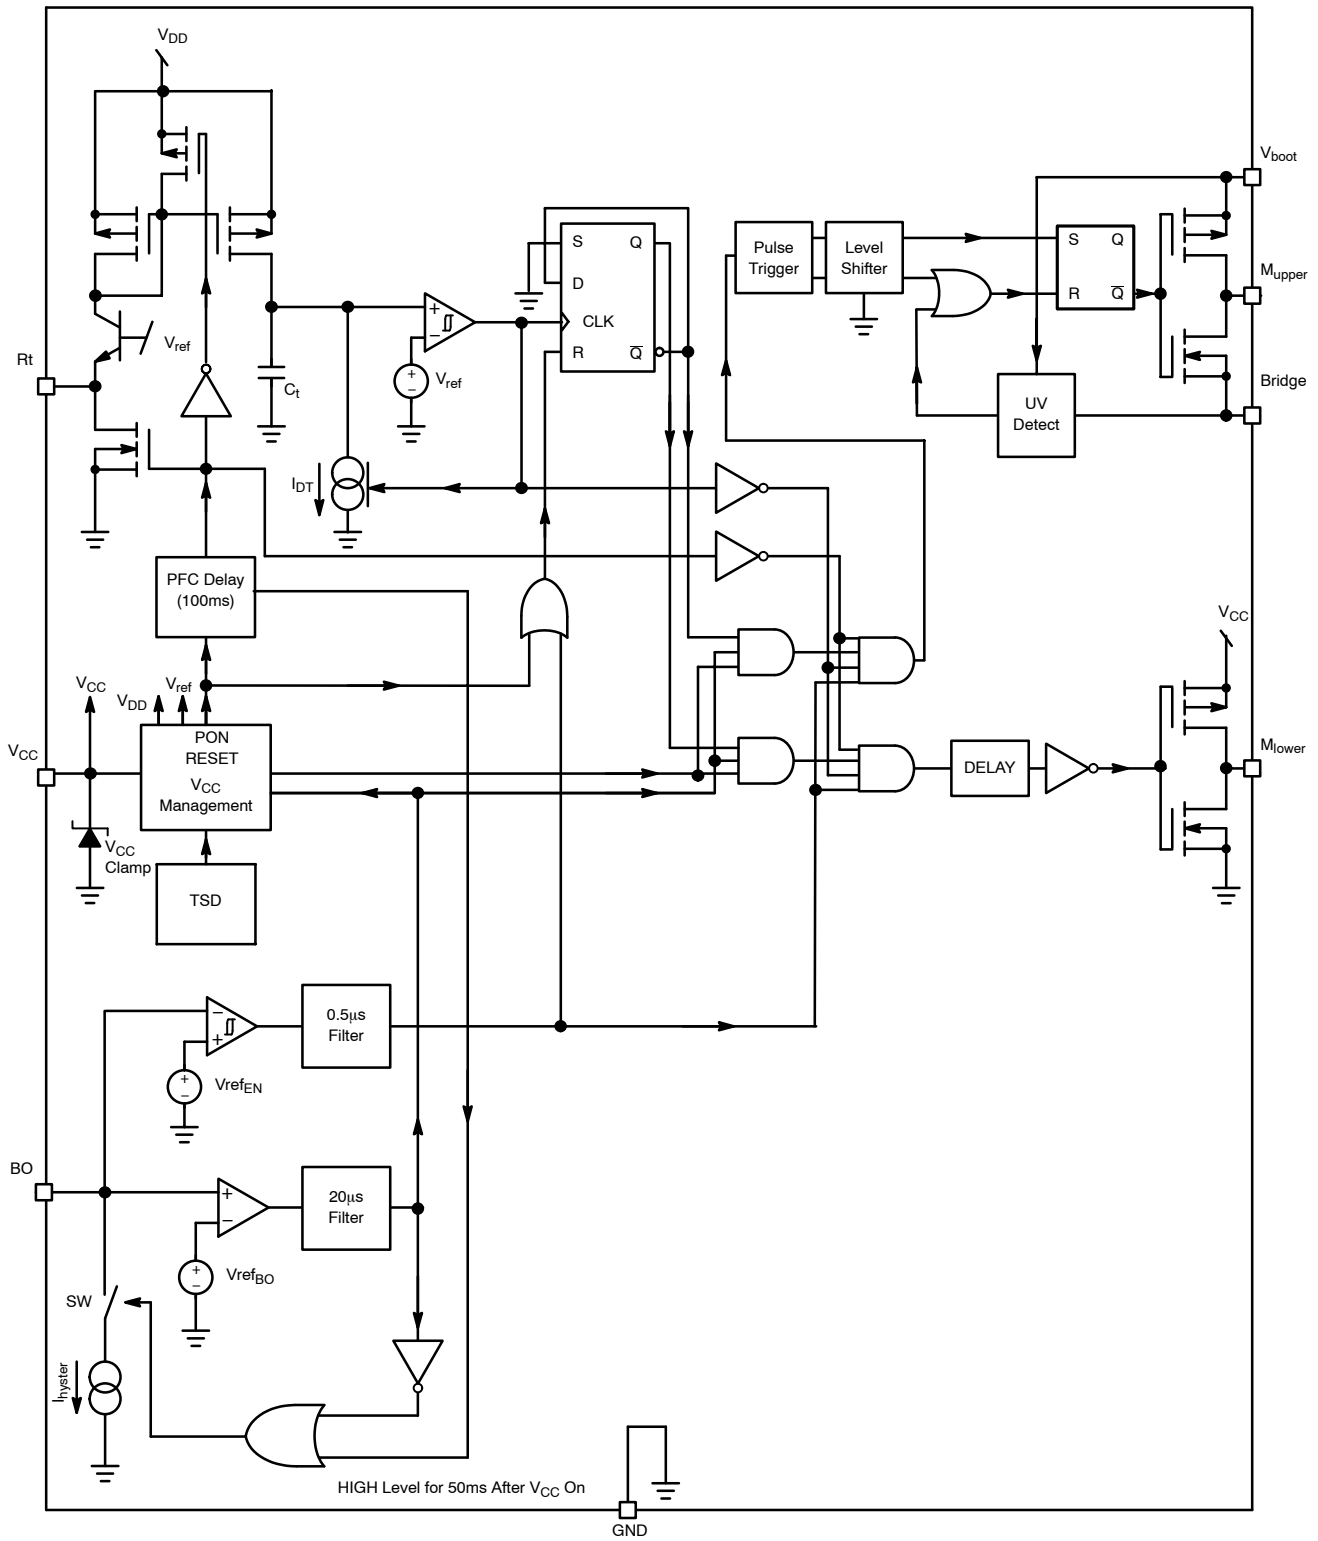 VDD
Vboot
S Q
Pulse Trigger
Level Shifter
S Q
D
Mupper
R Q
+
CLK
−
Vref
Rt
R Q
Bridge
+
−
Vref
Ct
UV Detect
IDT
PFC Delay (100ms)
VCC
VCC
Vref
VDD
PON RESET
VCC Management
VCC
Mlower
DELAY
VCC Clamp
TSD
−
+
0.5μs Filter
+
−
VrefEN
BO
+
−
20μs Filter
+
−
VrefBO
SW
Ihyster
HIGH Level for 50ms After VCC On
GND